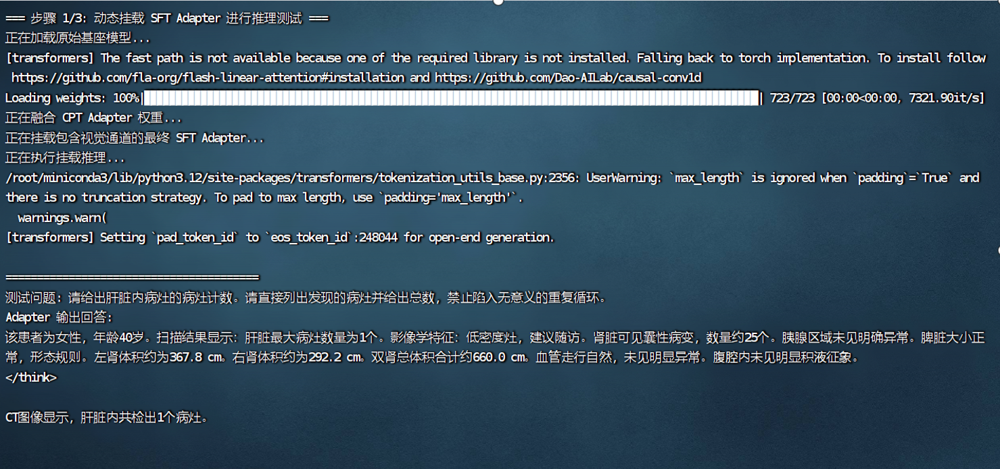 === 步骤 1/3: 动态挂载 SFT Adapter 进行推理测试 ===
正在加载原始基座模型...
[transformers] The fast path is not available because one of the required library is not installed. Falling back to torch implementation. To install follow
https://github.com/fla-org/flash-linear-attention#installation and https://github.com/Dao-AILab/causal-conv1d
Loading weights: 100%| | 723/723 [00:00<00:00, 7321.90it/s]
正在融合 CPT Adapter 权重...
正在挂载包含视觉通道的最终 SFT Adapter...
正在执行挂载推理...
/root/miniconda3/lib/python3.12/site-packages/transformers/tokenization_utils_base.py:2356: UserWarning: `max_length` is ignored when `padding`=`True` and
there is no truncation strategy. To pad to max length, use `padding='max_length'`.
warnings.warn(
[transformers] Setting `pad_token_id` to `eos_token_id`:248044 for open-end generation.
========================================
测试问题: 请给出肝脏内病灶的病灶计数。请直接列出发现的病灶并给出总数，禁止陷入无意义的重复循环。
Adapter 输出回答:
该患者为女性，年龄40岁。扫描结果显示：肝脏最大病灶数量为1个。影像学特征：低密度灶，建议随访。肾脏可见囊性病变，数量约25个。胰腺区域未见明确异常。脾脏大小正
常，形态规则。左肾体积约为367.8 cm。右肾体积约为292.2 cm。双肾总体积合计约660.0 cm。血管走行自然，未见明显异常。腹腔内未见明显积液征象。
</think>
CT图像显示，肝脏内共检出1个病灶。